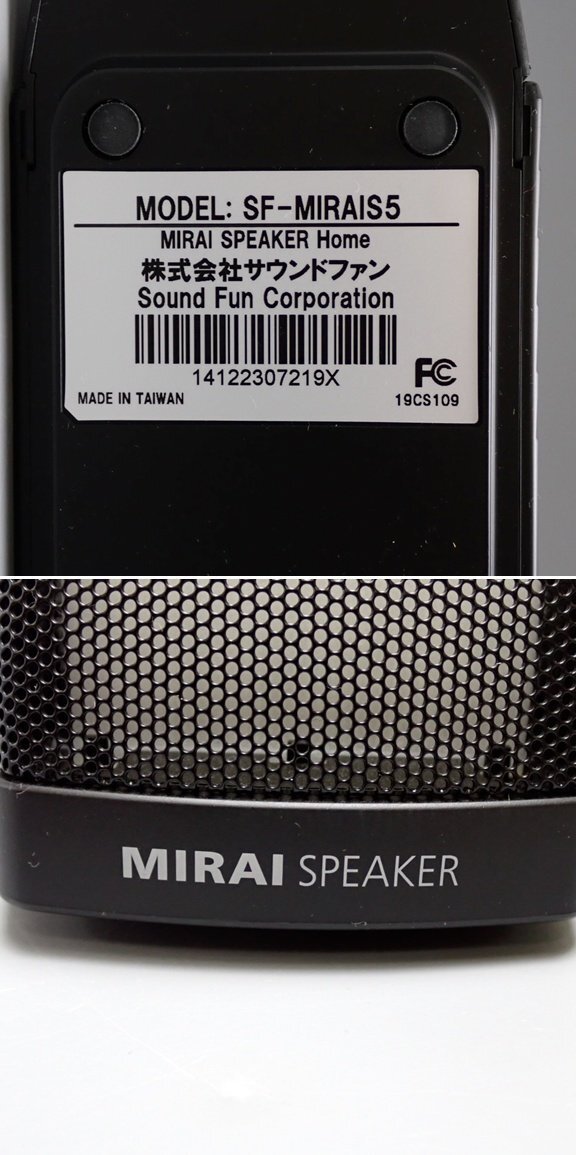 MODEL: SF-MIRAIS5
MIRAI SPEAKER Home
株式会社サウンドファン
Sound Fun Corporation
14122307219X
FC
MADE IN TAIWAN
19CS109
MIRAI SPEAKER